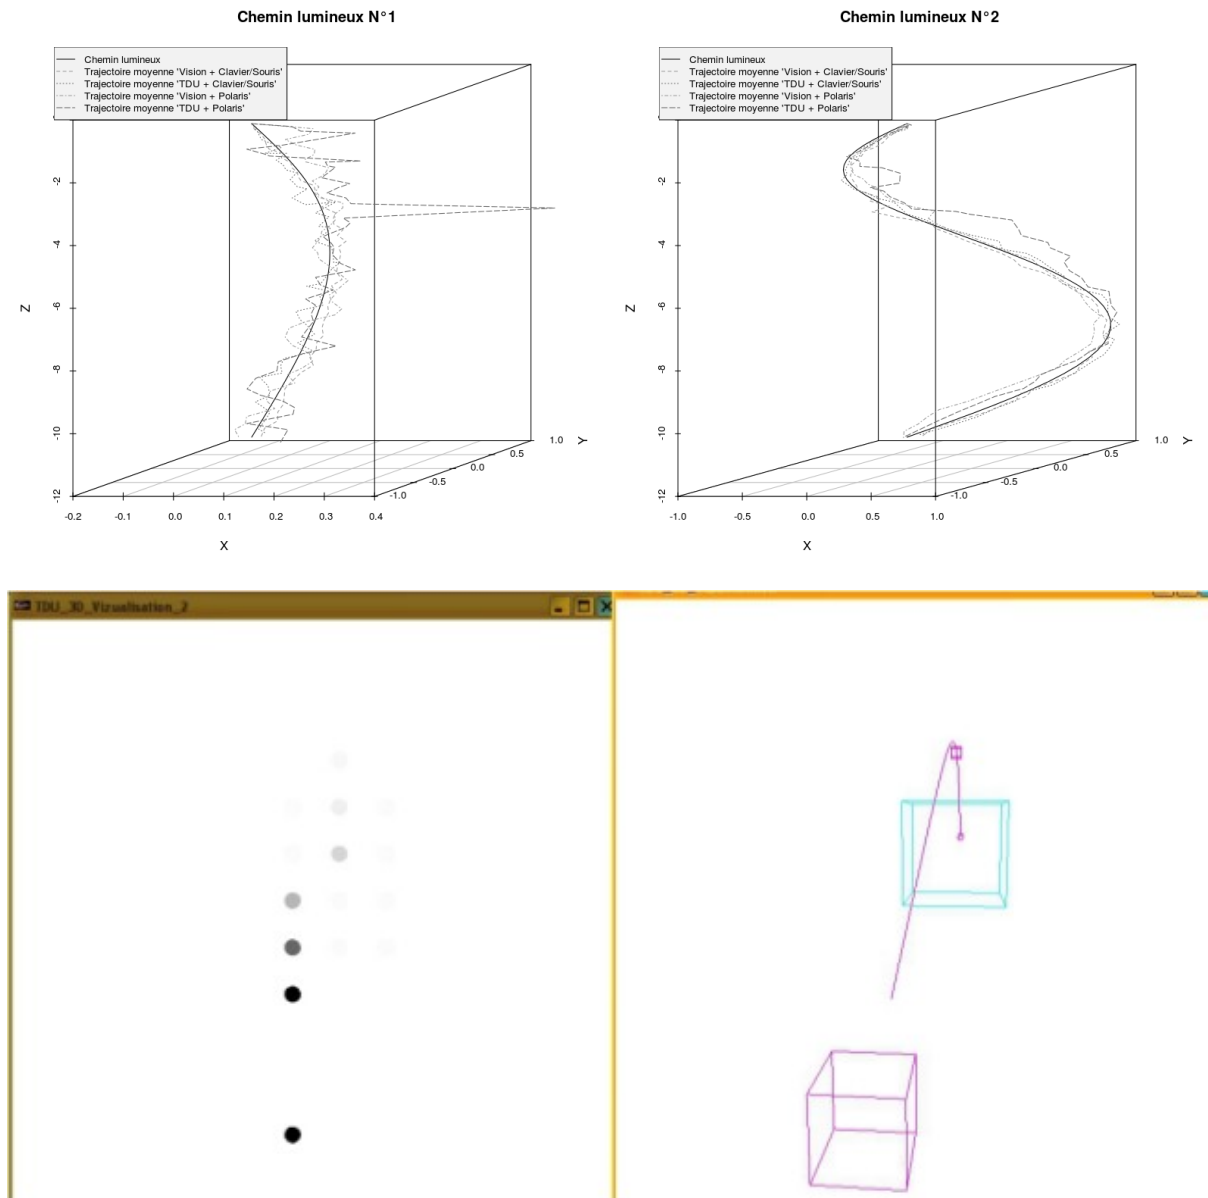 Chemin lumineux N°1
Chemin lumineux
Trajectoire moyenne 'Vision + Clavier/Souris'
Trajectoire moyenne 'TDU + Clavier/Souris'
Trajectoire moyenne 'Vision + Polaris'
Trajectoire moyenne 'TDU + Polaris'
Z
-2
-4
-6
-8
-10
-12
-0.2
-0.1
0.0
0.1
0.2
0.3
0.4
X
-1.0
-0.5
0.0
0.5
1.0
Y
Chemin lumineux N°2
Chemin lumineux
Trajectoire moyenne 'Vision + Clavier/Souris'
Trajectoire moyenne 'TDU + Clavier/Souris'
Trajectoire moyenne 'Vision + Polaris'
Trajectoire moyenne 'TDU + Polaris'
Z
-2
-4
-6
-8
-10
-12
-1.0
-0.5
0.0
0.5
1.0
X
-1.0
-0.5
0.0
0.5
1.0
Y
TDU_3D_Vizualisation_2